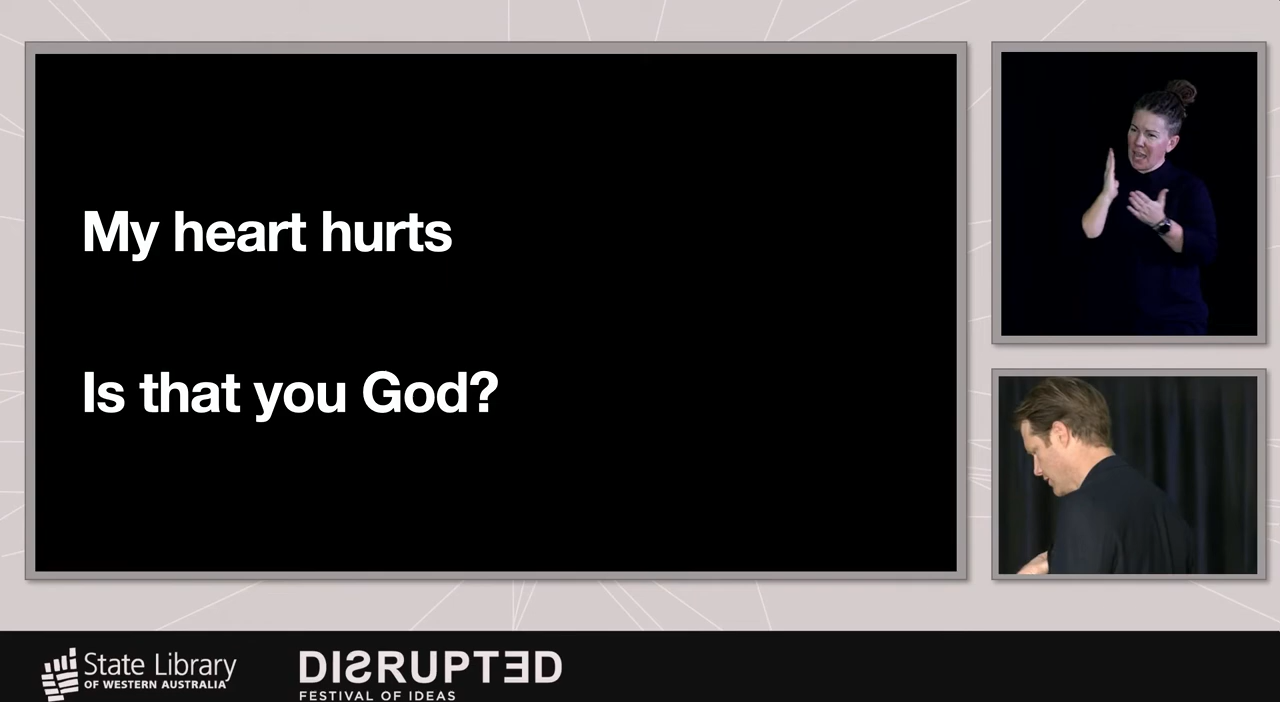 My heart hurts
Is that you God?
State Library
OF WESTERN AUSTRALIA
DISRUPTED
FESTIVAL OF IDEAS